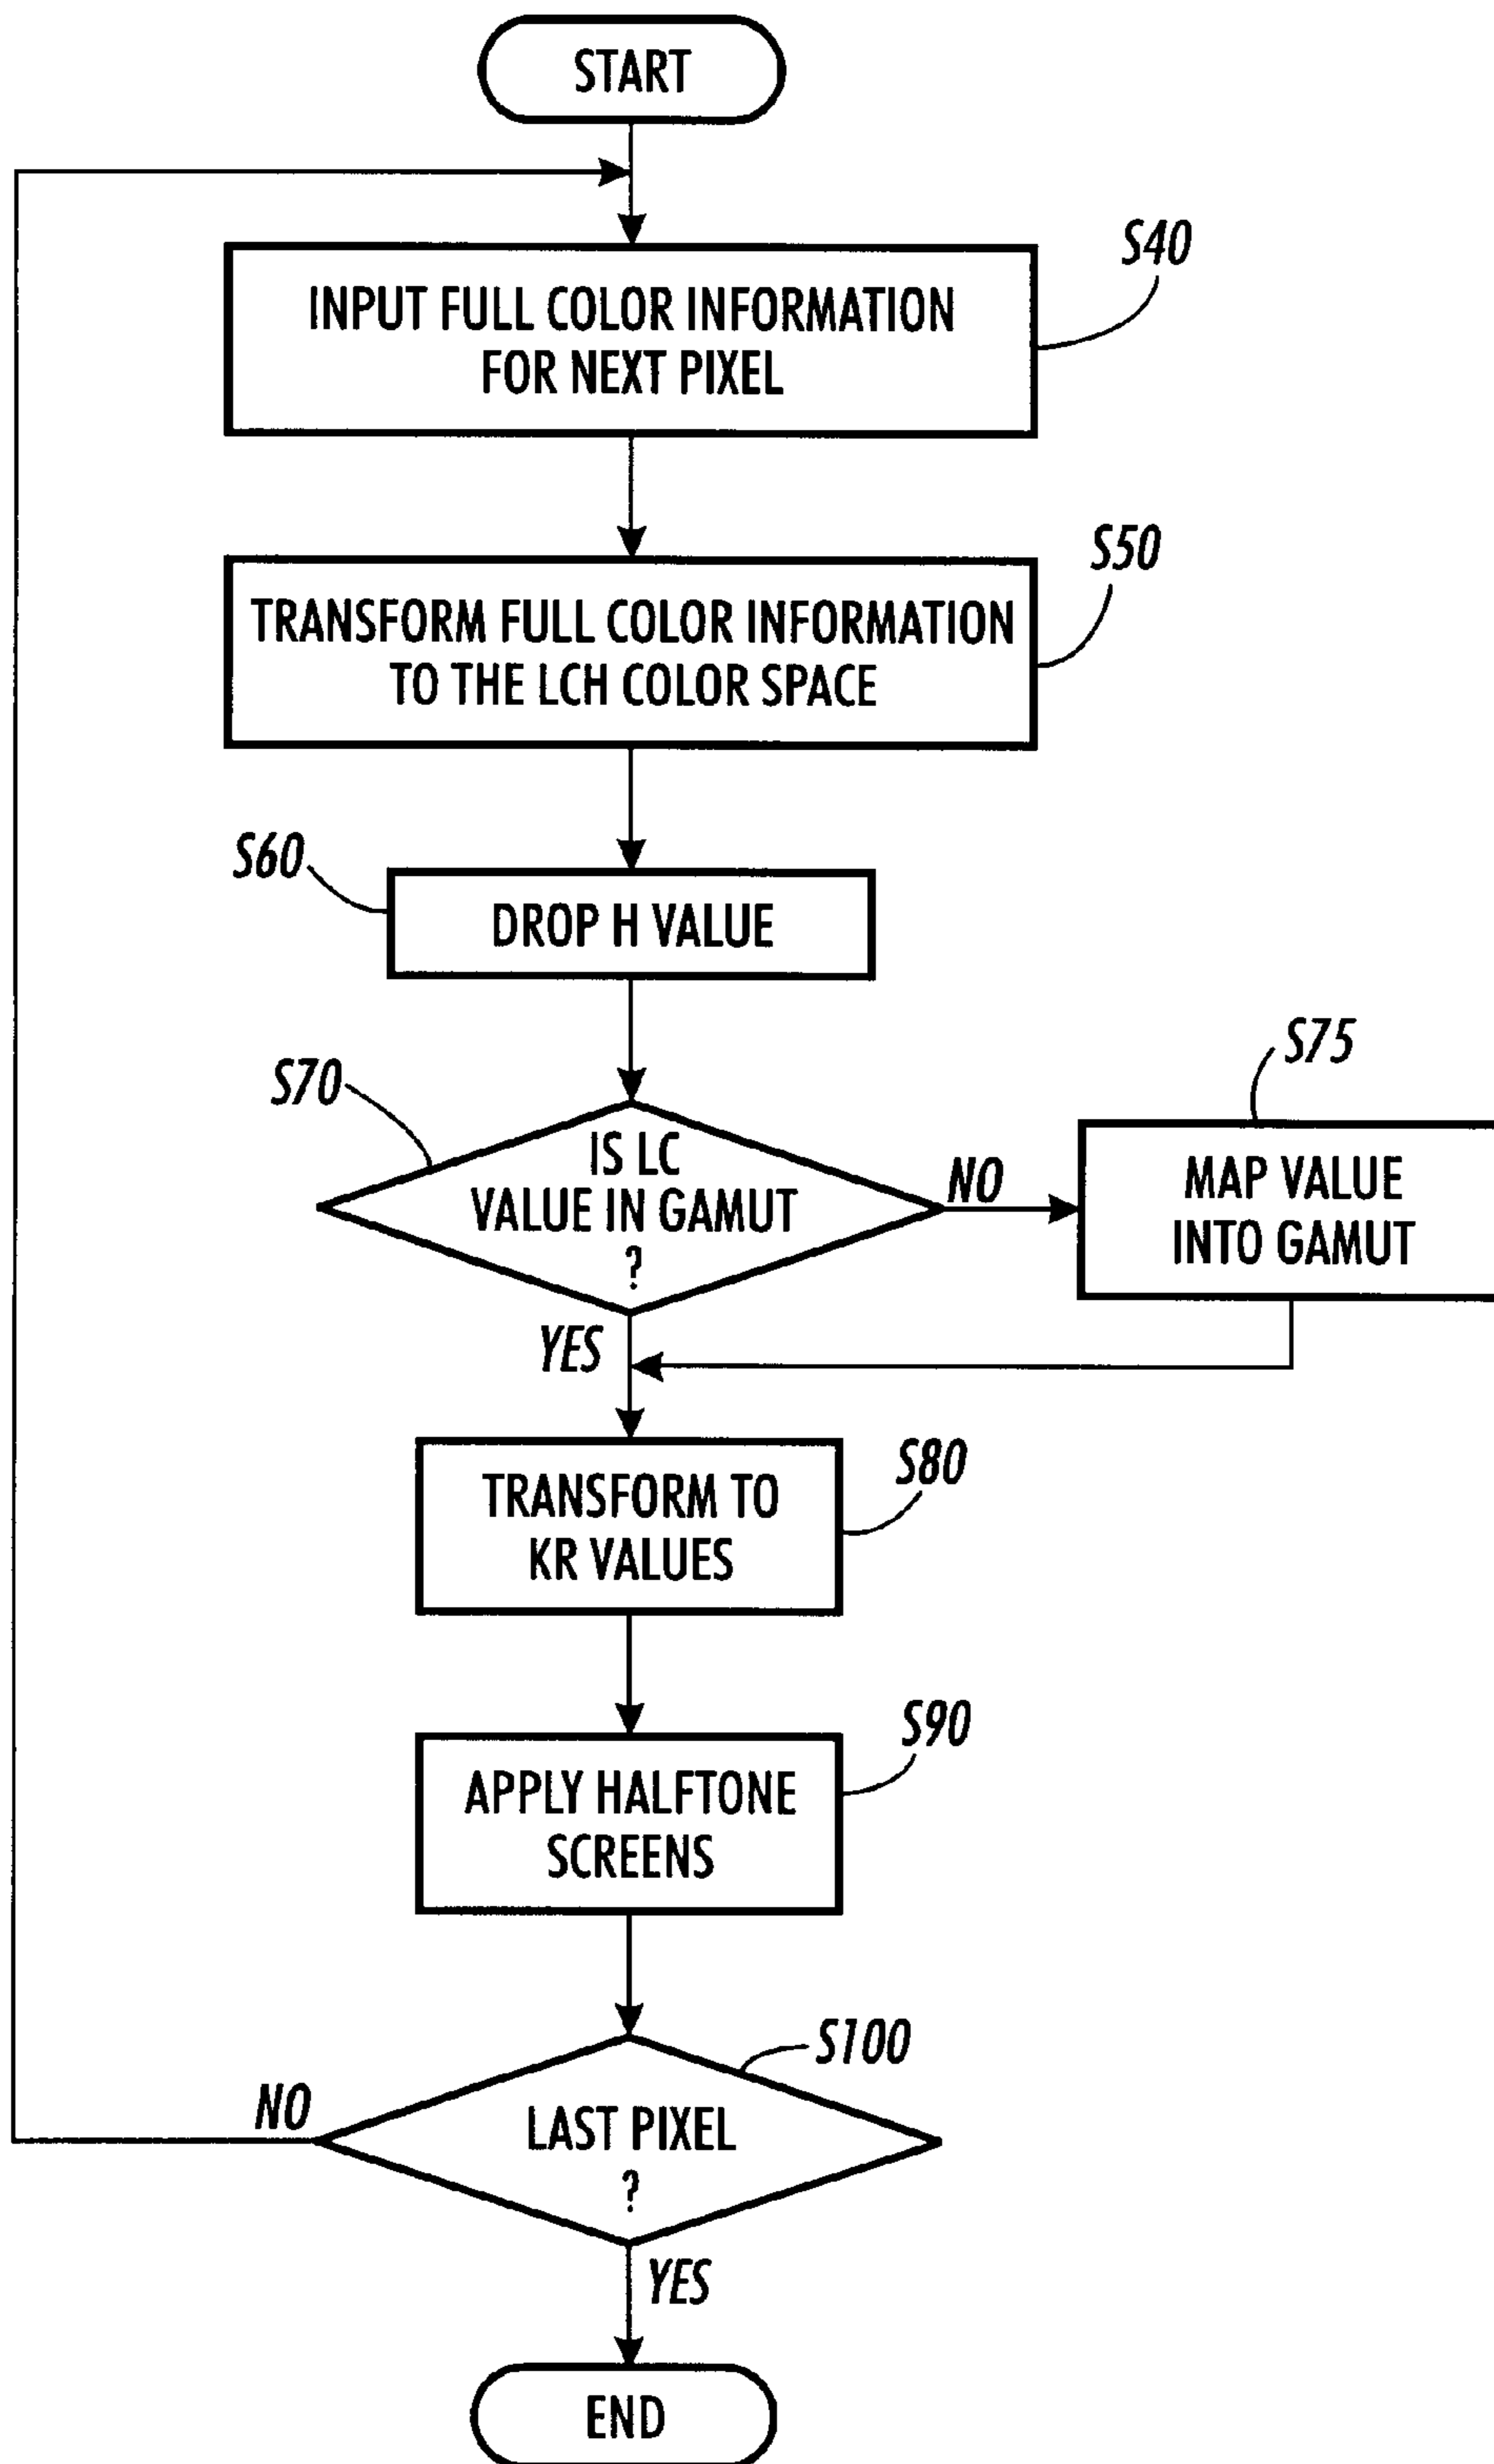 START
S40
INPUT FULL COLOR INFORMATION
FOR NEXT PIXEL
S50
TRANSFORM FULL COLOR INFORMATION
TO THE LCH COLOR SPACE
S60
DROP H VALUE
S70
IS LC
VALUE IN GAMUT
?
NO
S75
MAP VALUE
INTO GAMUT
YES
S80
TRANSFORM TO
KR VALUES
S90
APPLY HALFTONE
SCREENS
S100
NO
LAST PIXEL
?
YES
END